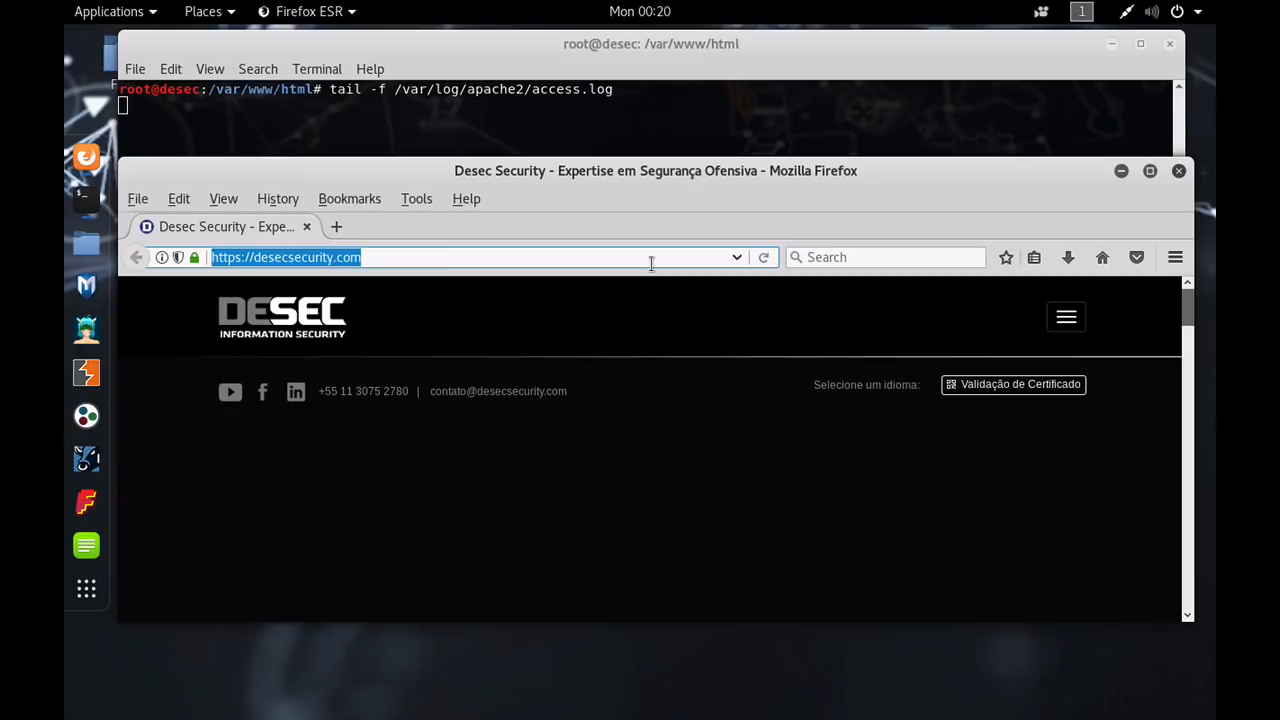 Applications Places Firefox ESR Mon 00:20 1
root@desec: /var/www/html
File Edit View Search Terminal Help
root@desec:/var/www/html# tail -f /var/log/apache2/access.log
Desec Security - Expertise em Segurança Ofensiva - Mozilla Firefox
File Edit View History Bookmarks Tools Help
Desec Security - Expe...
https://desecsecurity.com Search
DESEC
INFORMATION SECURITY
+55 11 3075 2780 | contato@desecsecurity.com Selecione um idioma: Validação de Certificado